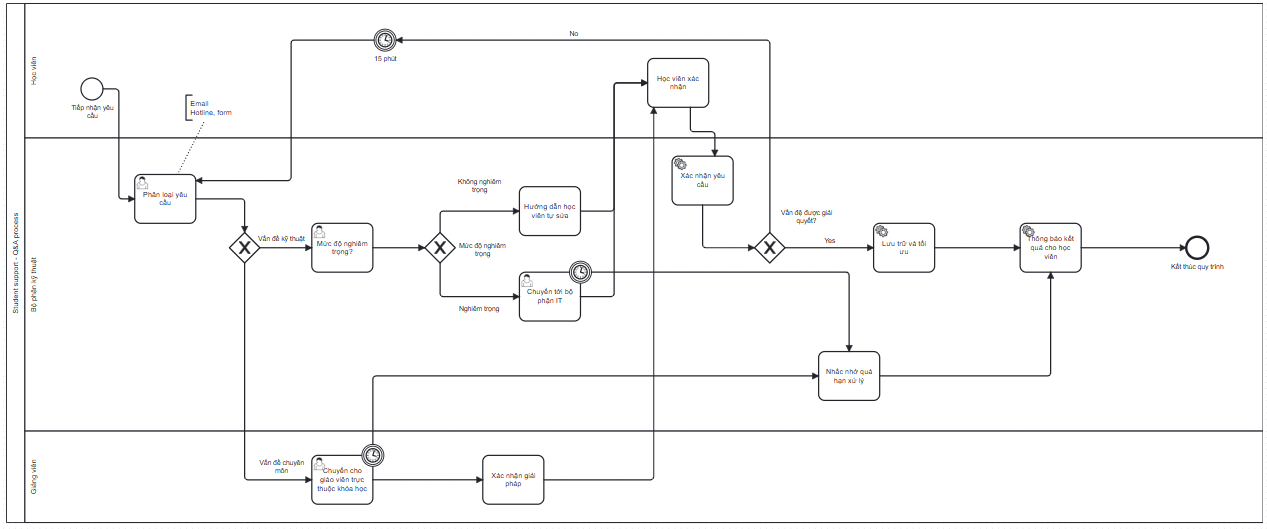 Student support - Q&A process
Học viên
Tiếp nhận yêu
cầu
Email
Hotline, form
15 phút
No
Học viên xác
nhận
Bộ phận kỹ thuật
Phân loại yêu
cầu
Vấn đề kỹ thuật
Mức độ nghiêm
trọng?
Không nghiêm
trọng
Mức độ nghiêm
trọng
Nghiêm trọng
Hướng dẫn học
viên tự sửa
Chuyển tới bộ
phận IT
Xác nhận yêu
cầu
Vấn đề được giải
quyết?
Yes
Lưu trữ và tối
ưu
Thông báo kết
quả cho học
viên
Kết thúc quy trình
Nhắc nhở quá
hạn xử lý
Giảng viên
Vấn đề chuyên
môn
Chuyển cho
giáo viên trực
thuộc khóa học
Xác nhận giải
pháp